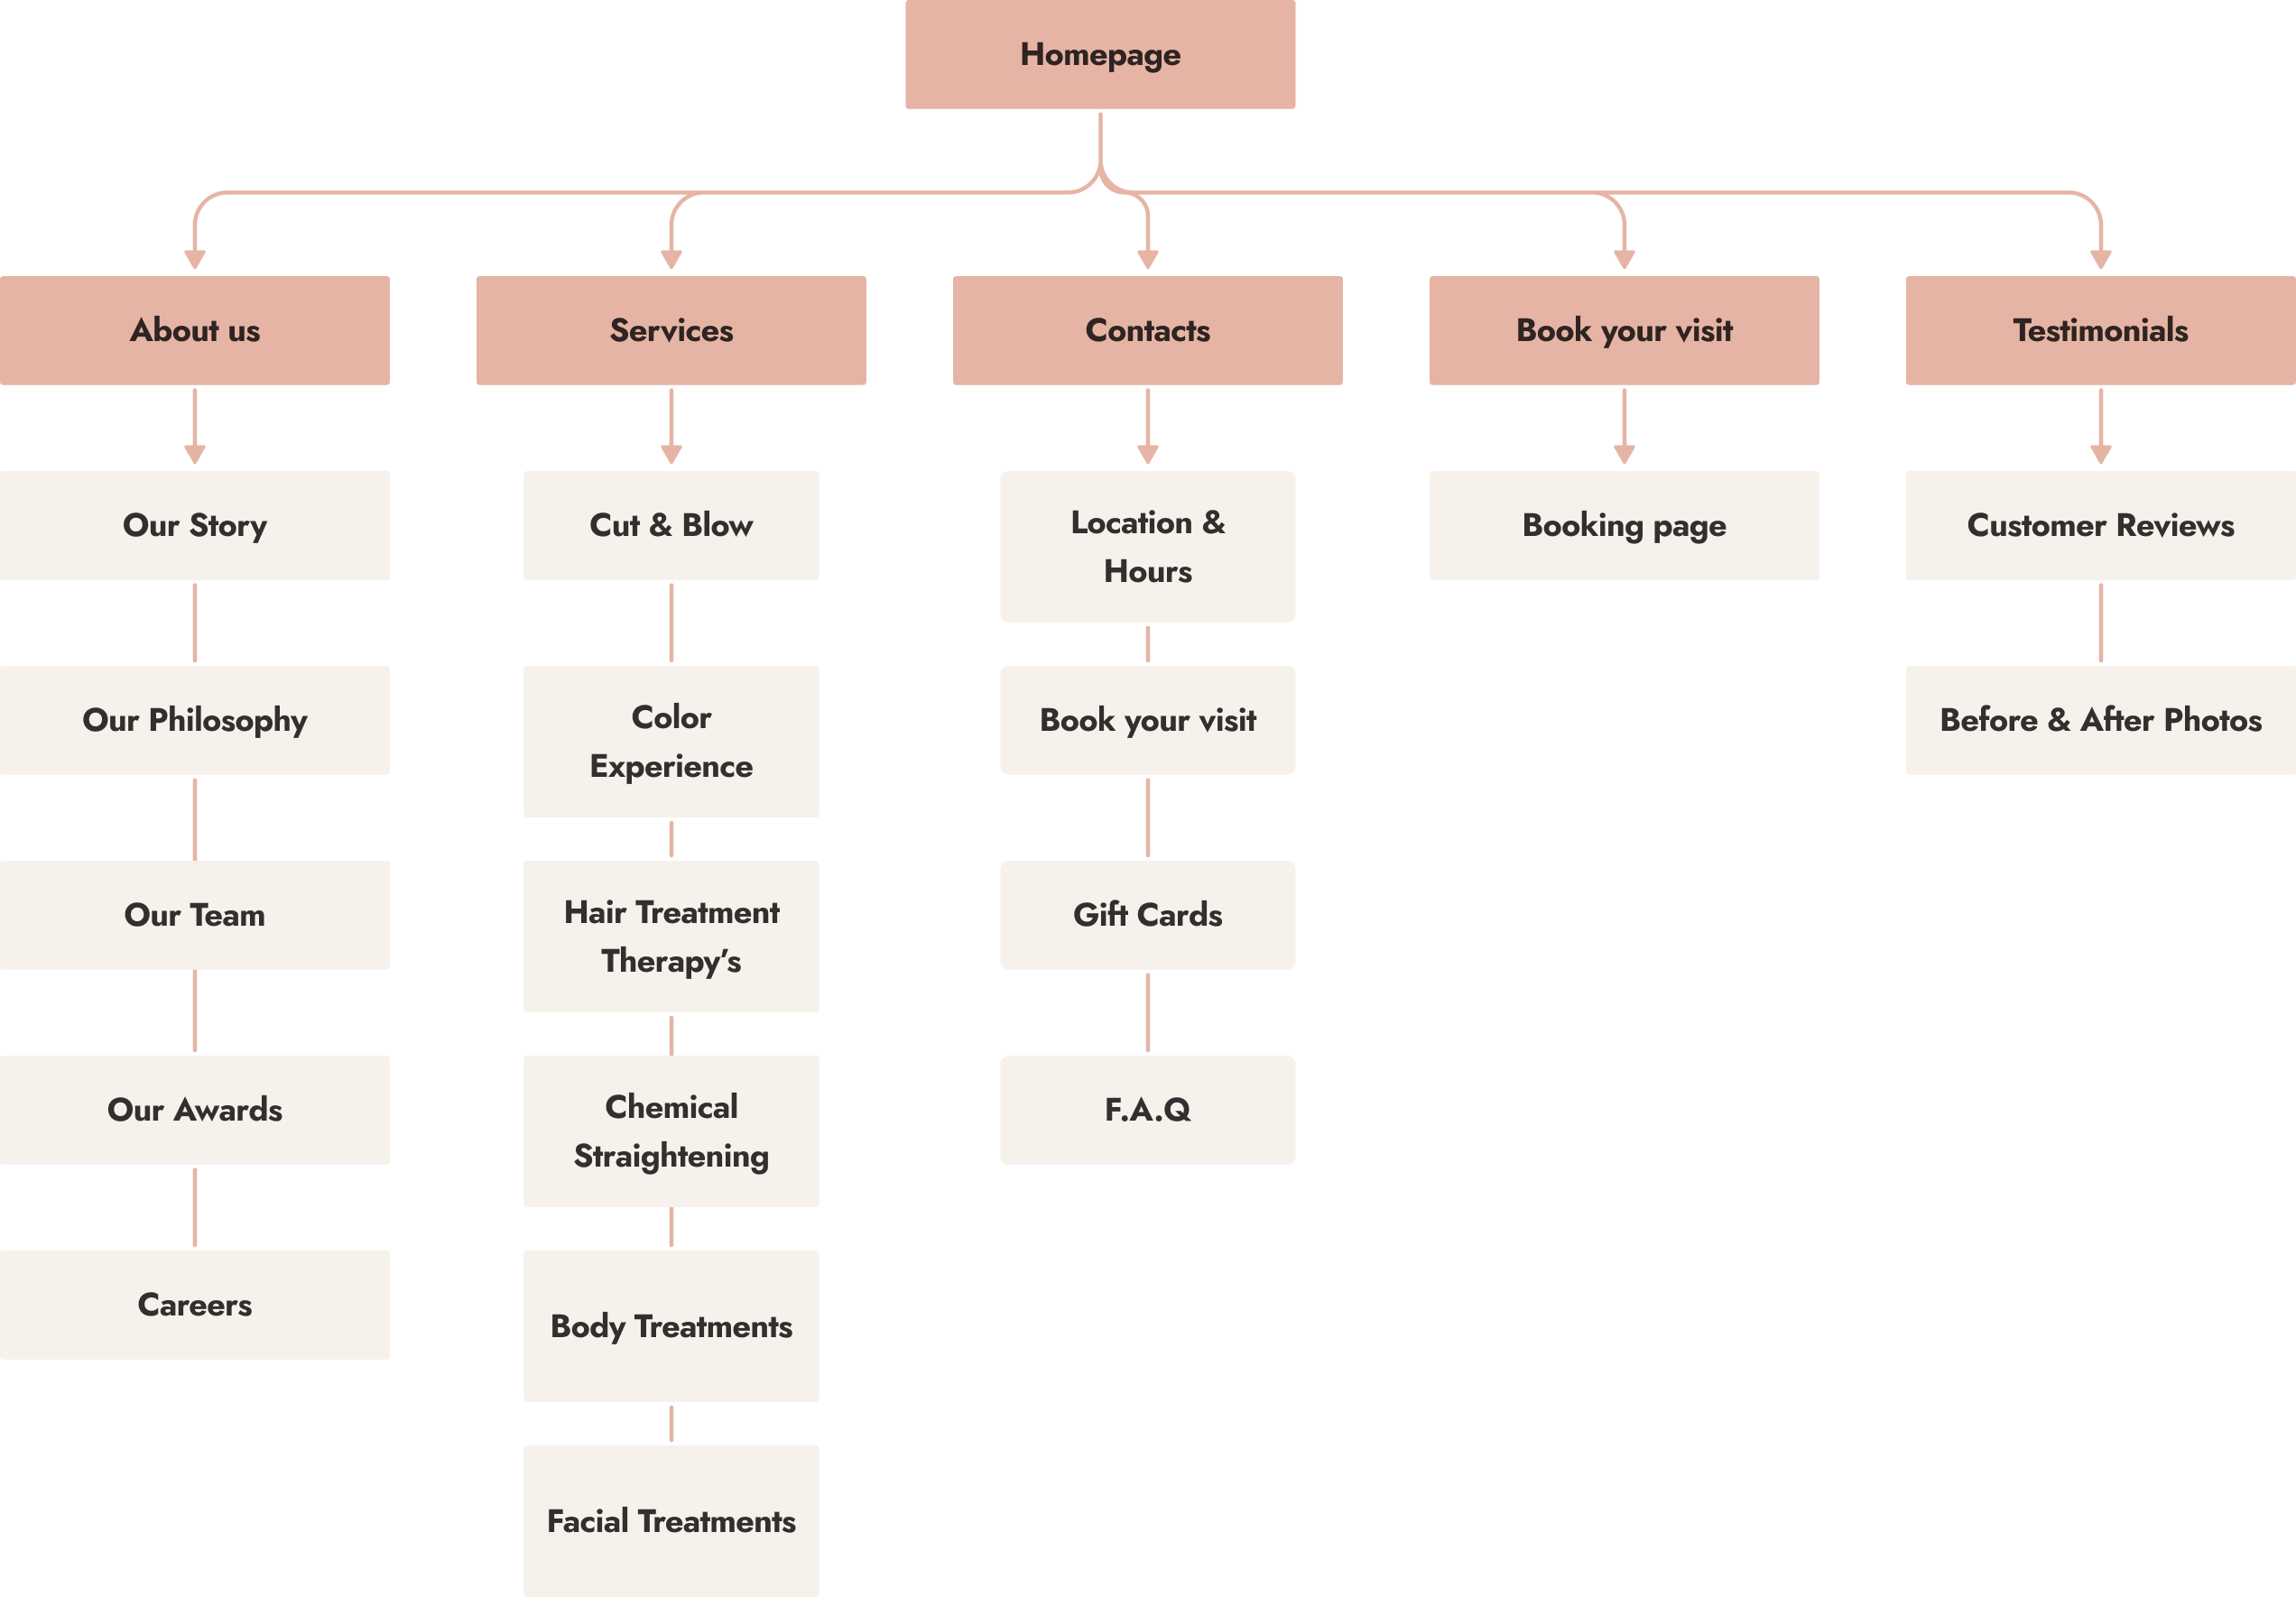 Homepage
About us
Services
Contacts
Book your visit
Testimonials
Our Story
Our Philosophy
Our Team
Our Awards
Careers
Cut & Blow
Color
Experience
Hair Treatment
Therapy’s
Chemical
Straightening
Body Treatments
Facial Treatments
Location &
Hours
Book your visit
Gift Cards
F.A.Q
Booking page
Customer Reviews
Before & After Photos